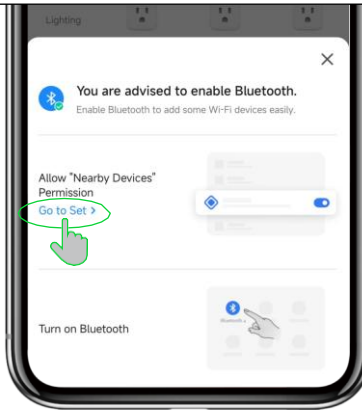 Lighting
You are advised to enable Bluetooth.
Enable Bluetooth to add some Wi-Fi devices easily.
Allow "Nearby Devices"
Permission
Go to Set >
Turn on Bluetooth